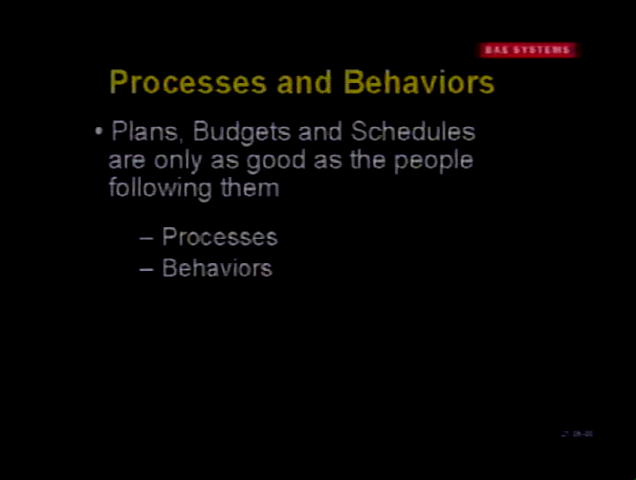 BAE SYSTEMS
Processes and Behaviors
• Plans, Budgets and Schedules
are only as good as the people
following them
– Processes
– Behaviors